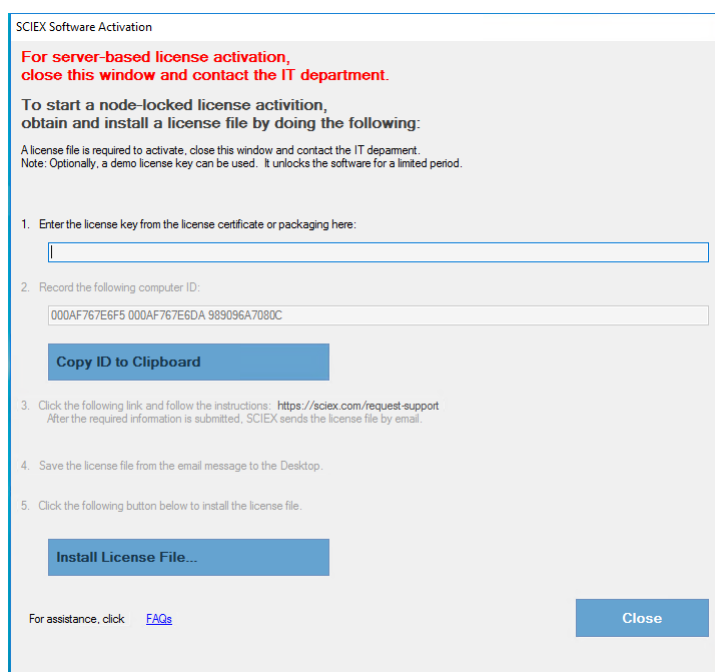 SCIEX Software Activation
For server-based license activation,
close this window and contact the IT department.
To start a node-locked license activition,
obtain and install a license file by doing the following:
A license file is required to activate, close this window and contact the IT deparment.
Note: Optionally, a demo license key can be used. It unlocks the software for a limited period.
1. Enter the license key from the license certificate or packaging here:
2. Record the following computer ID:
000AF767E6F5 000AF767E6DA 989096A7080C
Copy ID to Clipboard
3. Click the following link and follow the instructions: https://sciex.com/request-support
After the required information is submitted, SCIEX sends the license file by email.
4. Save the license file from the email message to the Desktop.
5. Click the following button below to install the license file.
Install License File...
For assistance, click FAQs
Close